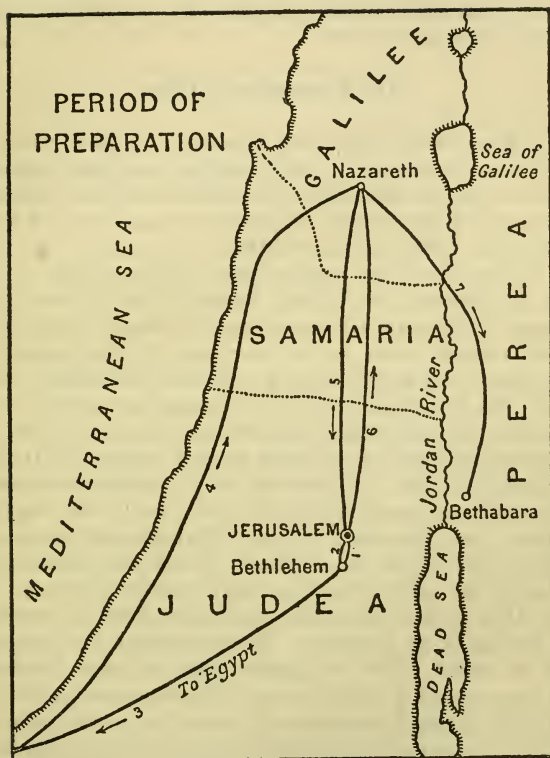 PERIOD OF
PREPARATION
GALILEE
Sea of
Galilee
Nazareth
MEDITERRANEAN SEA
PEREA
7
SAMARIA
5
6
Jordan River
4
Bethabara
JERUSALEM
2
1
Bethlehem
JUDEA
DEAD SEA
To Egypt
3